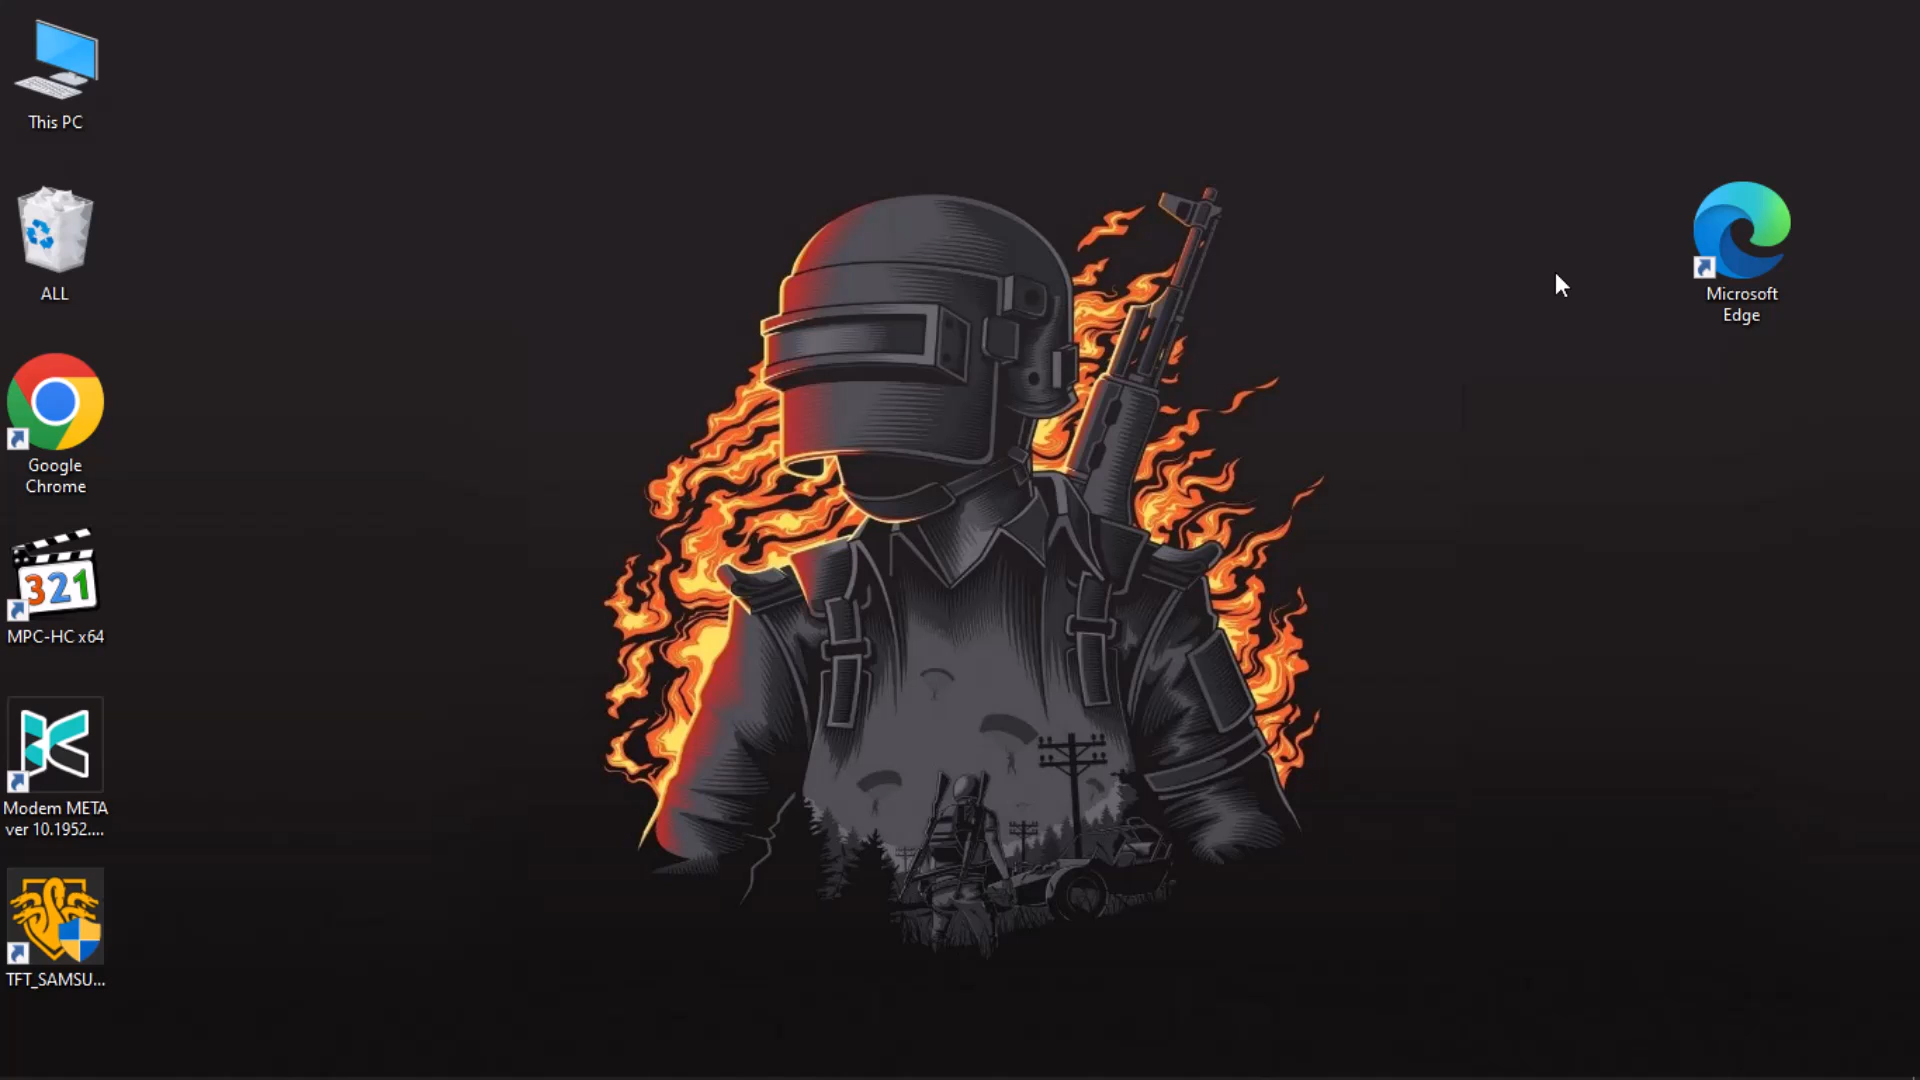 This PC
ALL
Google
Chrome
321
MPC-HC x64
Modem META
ver 10.1952....
TFT_SAMSU...
Microsoft
Edge